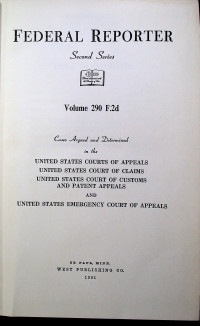 FEDERAL REPORTER
Second Series
Volume 290 F.2d
Cases Argued and Determined
in the
UNITED STATES COURTS OF APPEALS
UNITED STATES COURT OF CLAIMS
UNITED STATES COURT OF CUSTOMS
AND PATENT APPEALS
AND
UNITED STATES EMERGENCY COURT OF APPEALS
ST. PAUL, MINN.
WEST PUBLISHING CO.
1961